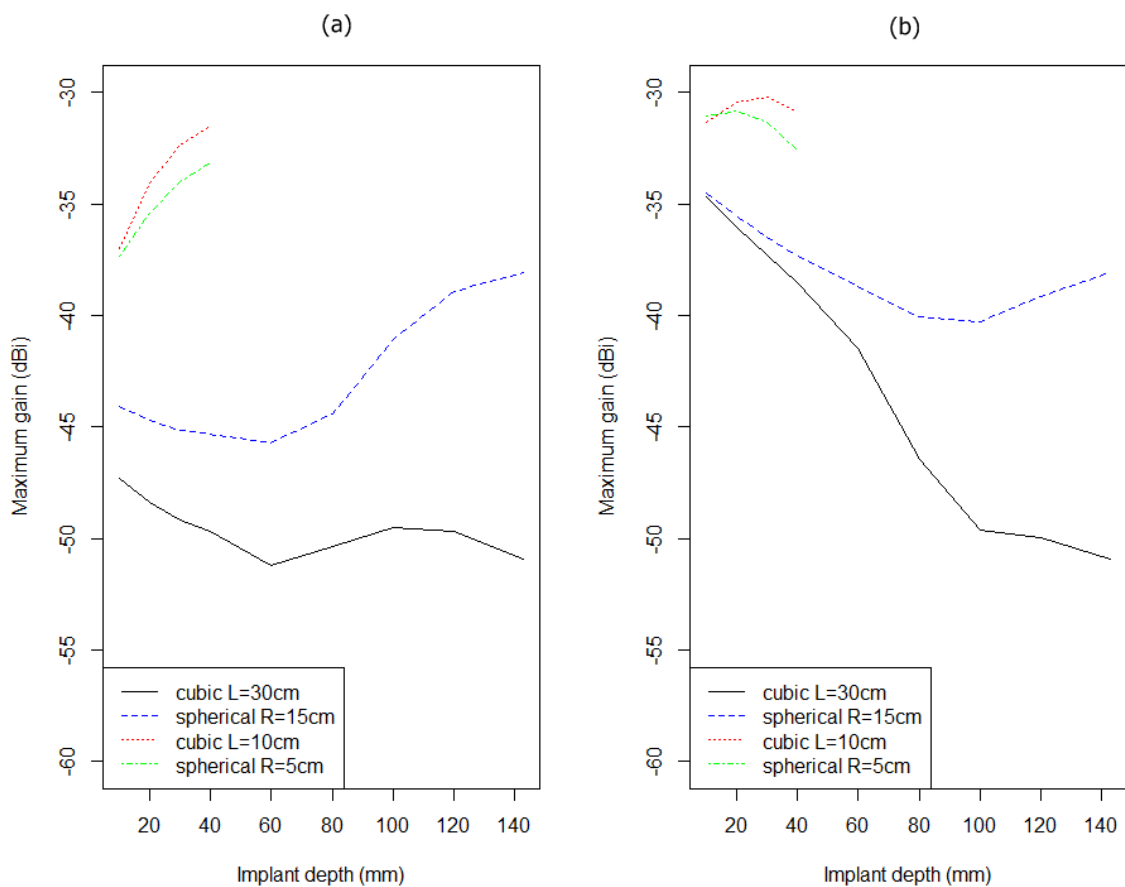 (a)
Maximum gain (dBi)
-30
-35
-40
-45
-50
-55
-60
cubic L=30cm
spherical R=15cm
cubic L=10cm
spherical R=5cm
20 40 60 80 100 120 140
Implant depth (mm)
(b)
Maximum gain (dBi)
-30
-35
-40
-45
-50
-55
-60
cubic L=30cm
spherical R=15cm
cubic L=10cm
spherical R=5cm
20 40 60 80 100 120 140
Implant depth (mm)